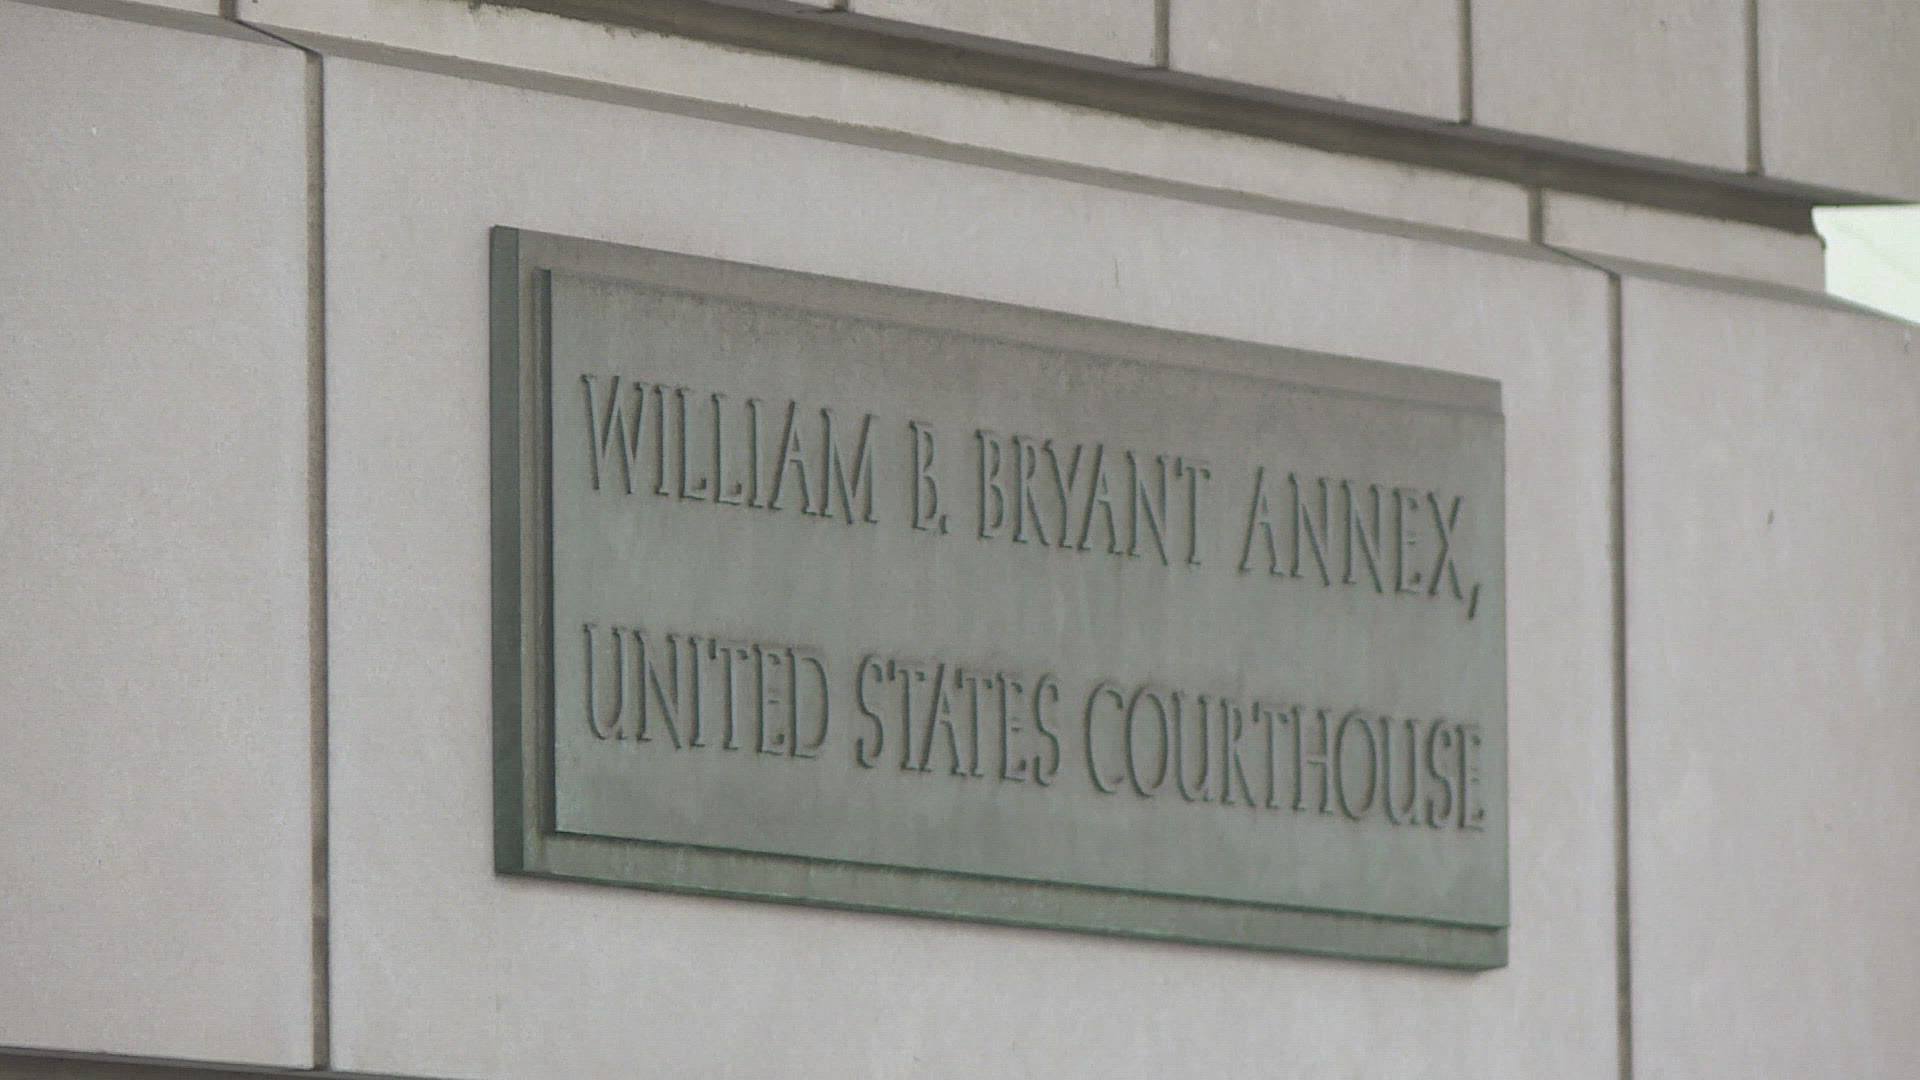 WILLIAM B. BRYANT ANNEX,
UNITED STATES COURTHOUSE